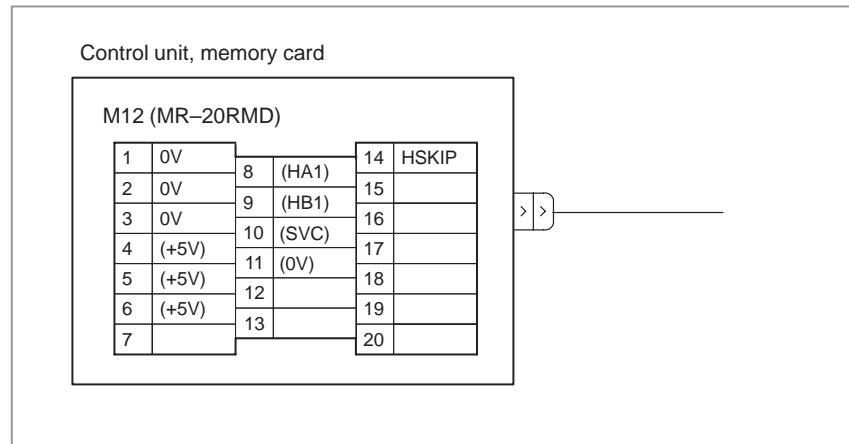 Control unit, memory card
M12 (MR–20RMD)
1 0V
2 0V
3 0V
4 (+5V)
5 (+5V)
6 (+5V)
7
8 (HA1)
9 (HB1)
10 (SVC)
11 (0V)
12
13
14 HSKIP
15
16
17
18
19
20